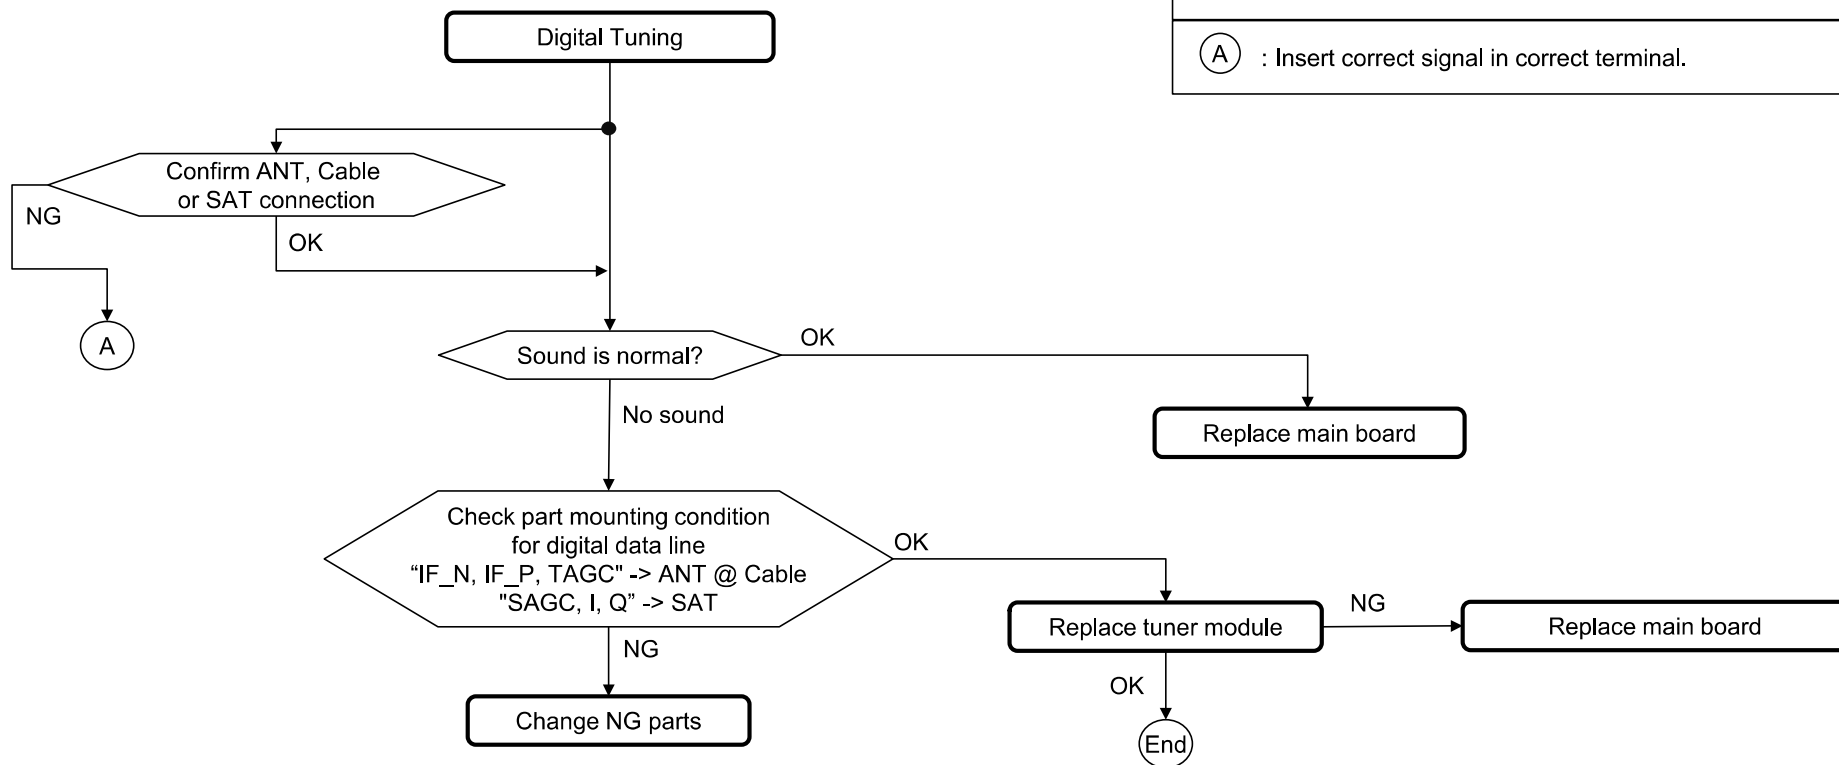 Digital Tuning
A : Insert correct signal in correct terminal.
Confirm ANT, Cable
or SAT connection
NG
OK
A
Sound is normal?
OK
No sound
Replace main board
Check part mounting condition
for digital data line
“IF_N, IF_P, TAGC" -> ANT @ Cable
"SAGC, I, Q” -> SAT
OK
Replace tuner module
NG
Replace main board
NG
OK
Change NG parts
End